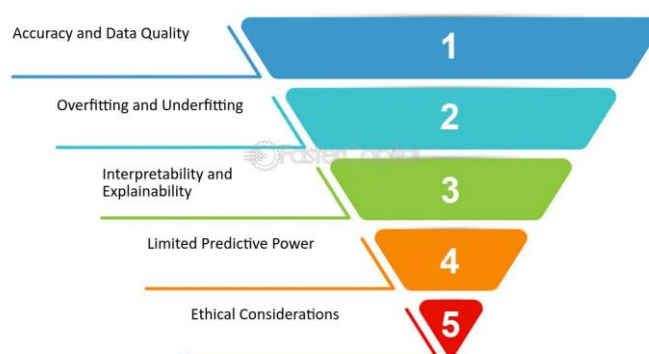 Accuracy and Data Quality
1
Overfitting and Underfitting
2
Interpretability and
Explainability
3
Limited Predictive Power
4
Ethical Considerations
5